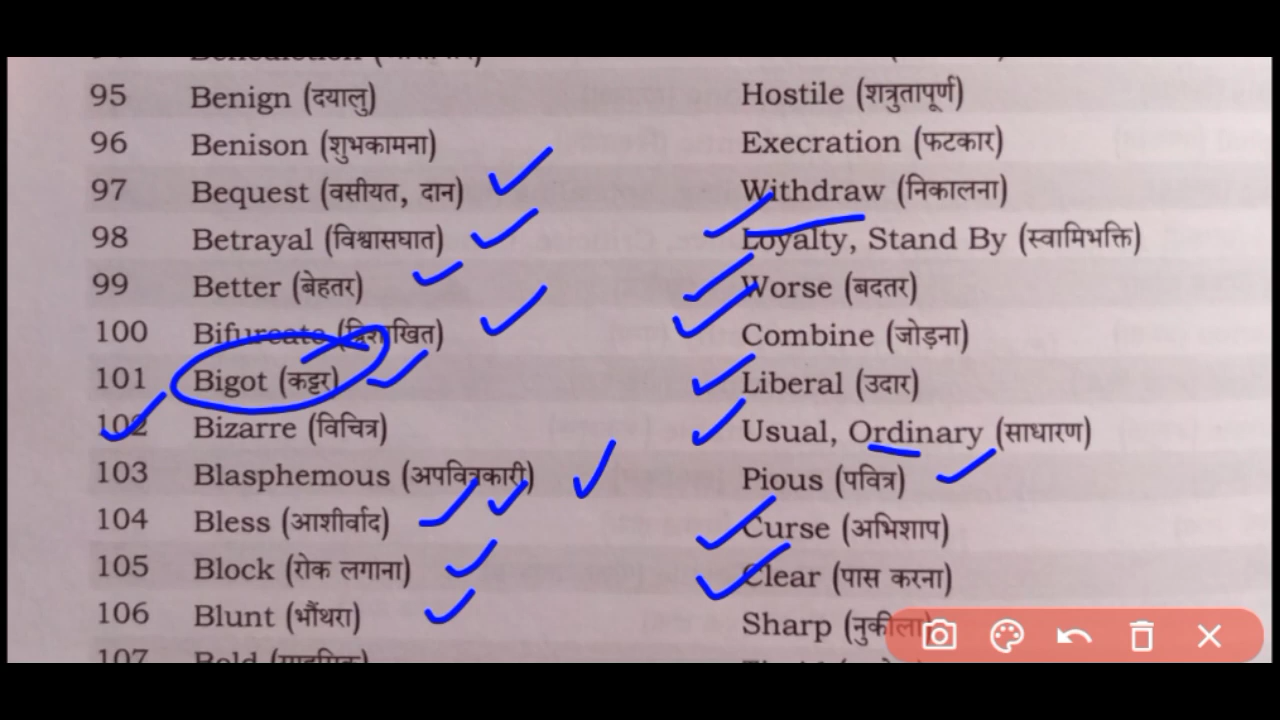 95 Benign (दयालु) Hostile (शत्रुतापूर्ण)
96 Benison (शुभकामना) Execration (फटकार)
97 Bequest (वसीयत, दान) Withdraw (निकालना)
98 Betrayal (विश्वासघात) Loyalty, Stand By (स्वामिभक्ति)
99 Better (बेहतर) Worse (बदतर)
100 Bifurcate (द्विशाखित) Combine (जोड़ना)
101 Bigot (कट्टर) Liberal (उदार)
102 Bizarre (विचित्र) Usual, Ordinary (साधारण)
103 Blasphemous (अपवित्रकारी) Pious (पवित्र)
104 Bless (आशीर्वाद) Curse (अभिशाप)
105 Block (रोक लगाना) Clear (पास करना)
106 Blunt (भौंथरा) Sharp (नुकीला)
107 Bold